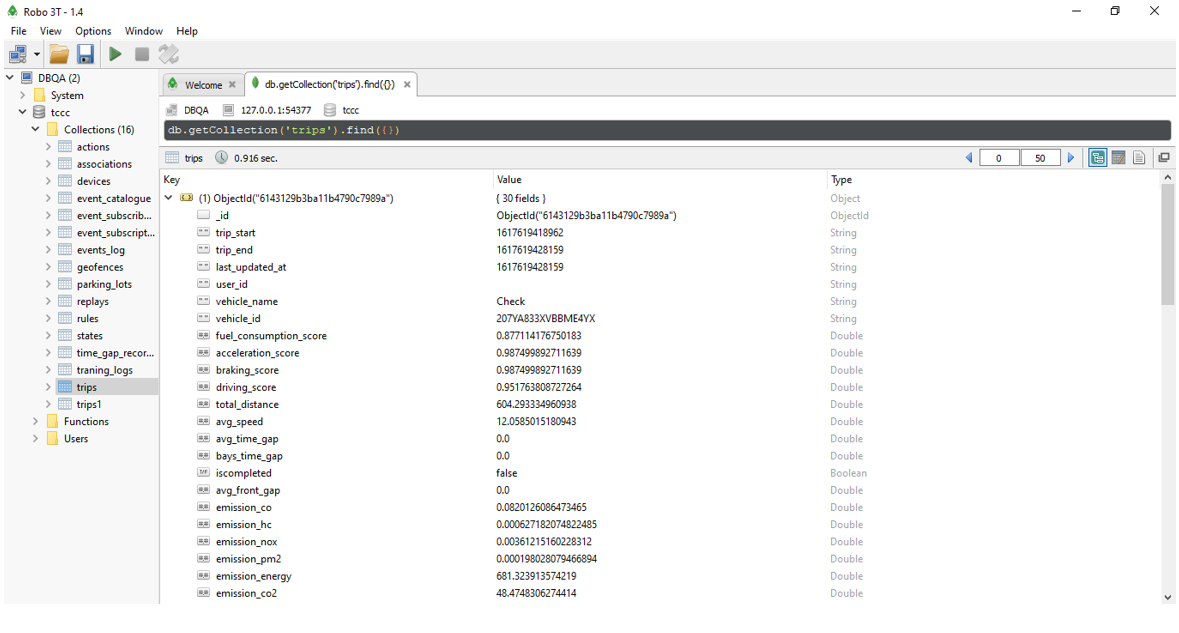 Robo 3T - 1.4
File View Options Window Help
DBQA (2)
System
tccc
Collections (16)
actions
associations
devices
event_catalogue
event_subscrib...
event_subscript...
events_log
geofences
parking_lots
replays
rules
states
time_gap_recor...
traning_logs
trips
trips1
Functions
Users
Welcome db.getCollection('trips').find({})
DBQA 127.0.0.1:54377 tccc
db.getCollection('trips').find({})
trips 0.916 sec. 0 50
Key Value Type
(1) ObjectId("6143129b3ba11b4790c7989a") { 30 fields } Object
_id ObjectId("6143129b3ba11b4790c7989a") ObjectId
trip_start 1617619418962 String
trip_end 1617619428159 String
last_updated_at 1617619428159 String
user_id String
vehicle_name Check String
vehicle_id 207YA833XVBBME4YX String
fuel_consumption_score 0.877114176750183 Double
acceleration_score 0.987499892711639 Double
braking_score 0.987499892711639 Double
driving_score 0.951763808727264 Double
total_distance 604.293334960938 Double
avg_speed 12.0585015180943 Double
avg_time_gap 0.0 Double
bays_time_gap 0.0 Double
iscompleted false Boolean
avg_front_gap 0.0 Double
emission_co 0.0820126086473465 Double
emission_hc 0.000627182074822485 Double
emission_nox 0.00361215160228312 Double
emission_pm2 0.000198028079466894 Double
emission_energy 681.323913574219 Double
emission_co2 48.4748306274414 Double